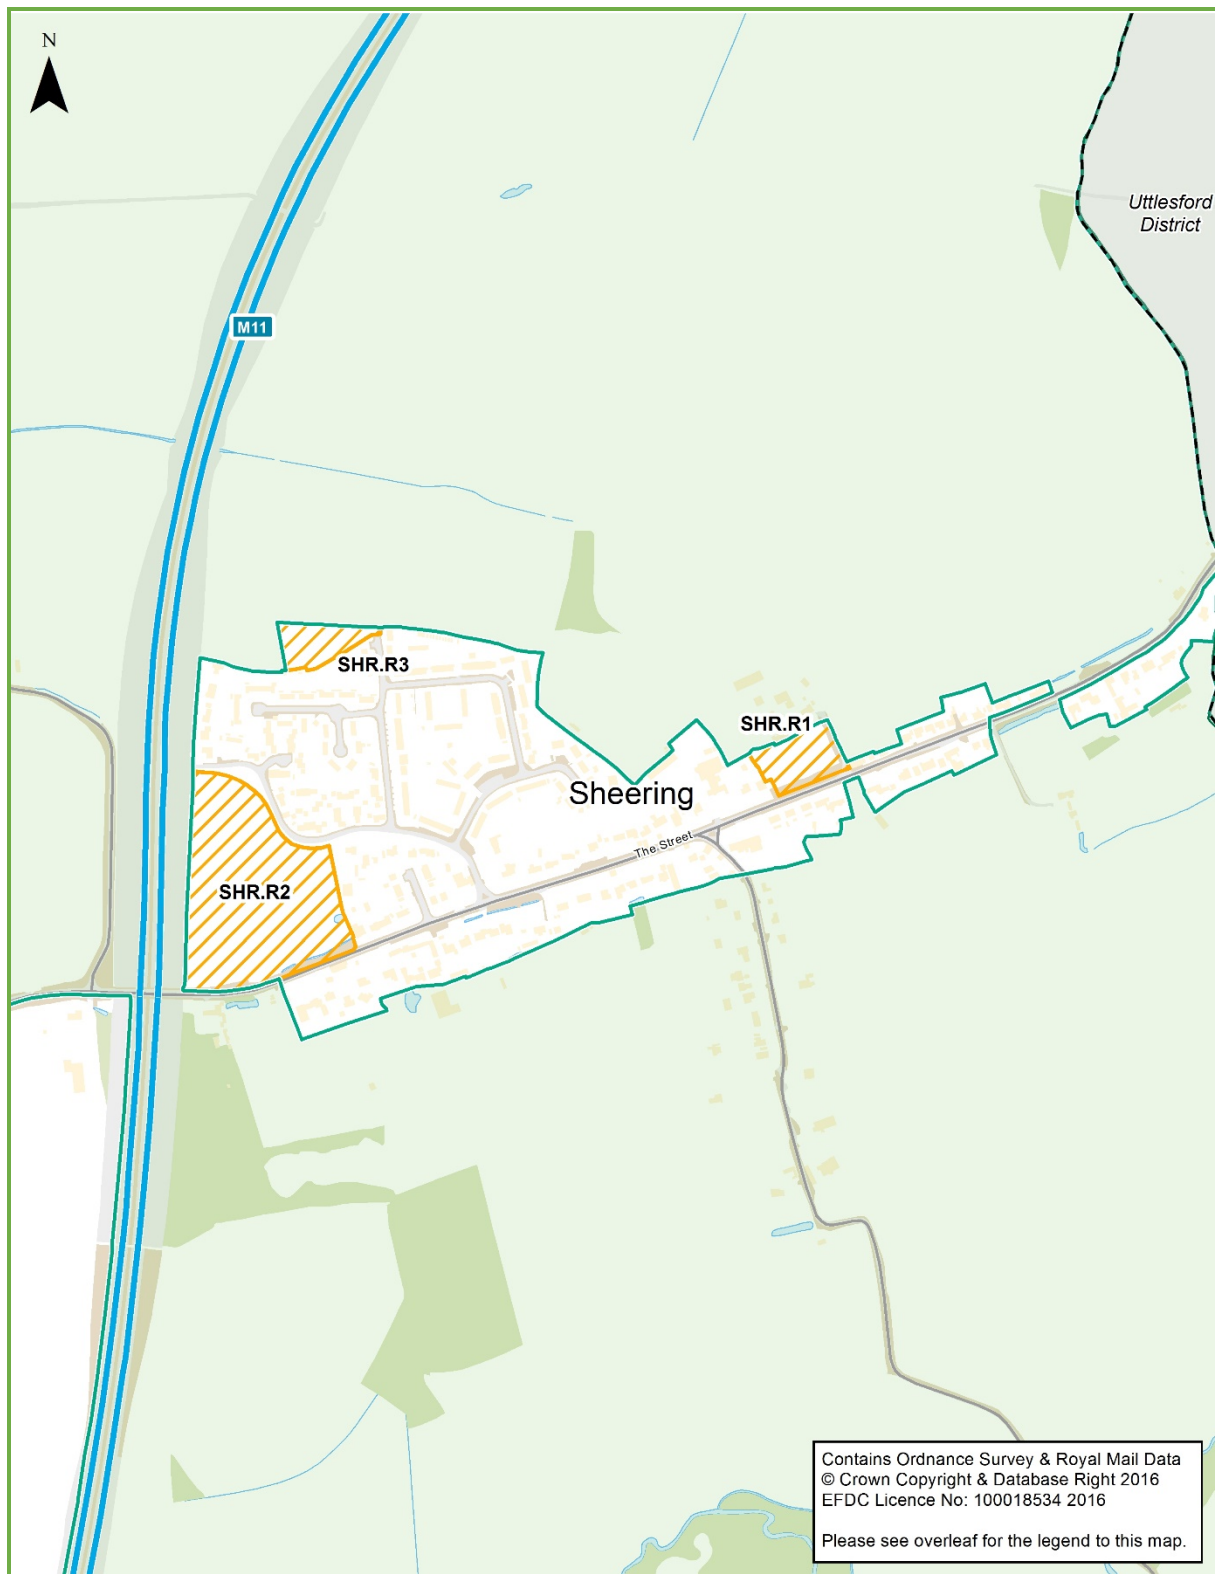 N
Uttlesford
District
M11
SHR.R3
SHR.R1
Sheering
The Street
SHR.R2
Contains Ordnance Survey & Royal Mail Data
© Crown Copyright & Database Right 2016
EFDC Licence No: 100018534 2016
Please see overleaf for the legend to this map.